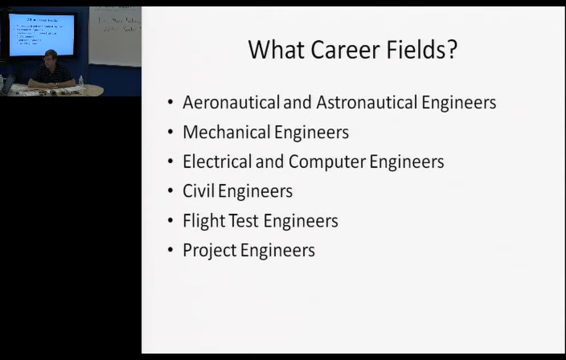 What Career Fields?
• Aeronautical and Astronautical Engineers
• Mechanical Engineers
• Electrical and Computer Engineers
• Civil Engineers
• Flight Test Engineers
• Project Engineers